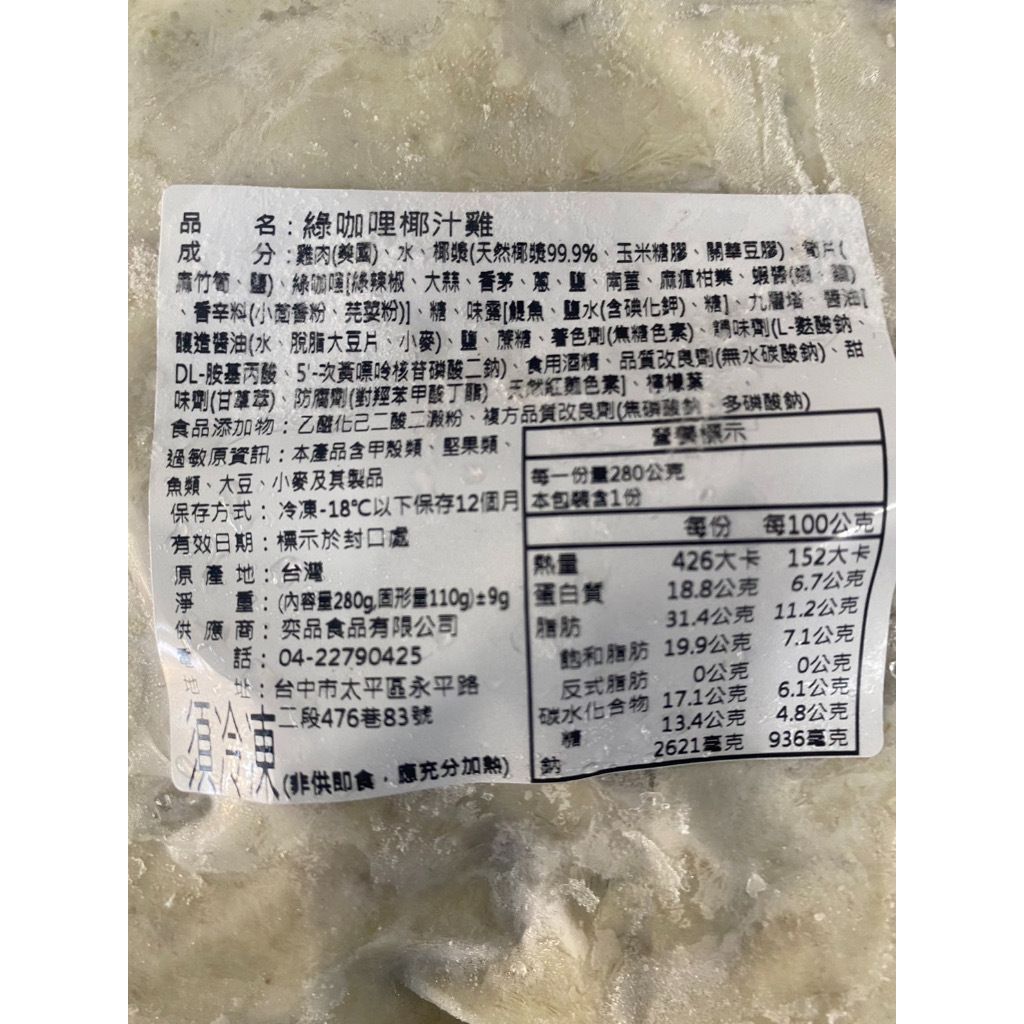 品名:綠咖哩椰汁雞
成分:雞肉(美國)、水、椰漿(天然椰漿99.9%、玉米糖膠、關華豆膠)、筍片(
麻竹筍、鹽)、綠咖哩[綠辣椒、大蒜、香茅、蔥、鹽、南薑、麻瘋柑葉、蝦醬(蝦、鹽)
、香辛料(小茴香粉、芫荽粉)]、糖、味露[鯷魚、鹽水(含碘化鉀)、糖]、九層塔、醬油[
釀造醬油(水、脫脂大豆片、小麥)、鹽、蔗糖、著色劑(焦糖色素)、調味劑(L-麩酸鈉、
DL-胺基丙酸、5'-次黃嘌呤核苷磷酸二鈉)、食用酒精、品質改良劑(無水碳酸鈉)、甜
味劑(甘草萃)、防腐劑(對羥苯甲酸丁酯)、天然紅麴色素]、檸檬葉
食品添加物:乙醯化己二酸二澱粉、複方品質改良劑(焦磷酸鈉、多磷酸鈉)
過敏原資訊:本產品含甲殼類、堅果類、
魚類、大豆、小麥及其製品
保存方式:冷凍-18℃以下保存12個月
有效日期:標示於封口處
原產地:台灣
淨重:(內容量280g,固形量110g)±9g
供應商:奕品食品有限公司
電話:04-22790425
地址:台中市太平區永平路
二段476巷83號
須冷凍(非供即食,應充分加熱)
營養標示
每一份量280公克
本包裝含1份
每份 每100公克
熱量 426大卡 152大卡
蛋白質 18.8公克 6.7公克
脂肪 31.4公克 11.2公克
飽和脂肪 19.9公克 7.1公克
反式脂肪 0公克 0公克
碳水化合物 17.1公克 6.1公克
糖 13.4公克 4.8公克
鈉 2621毫克 936毫克